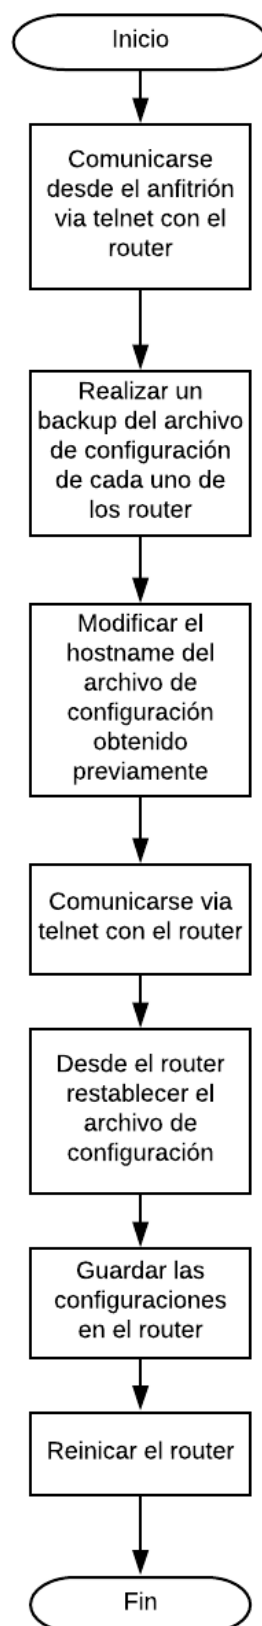 Inicio
Comunicarse
desde el anfitrión
via telnet con el
router
Realizar un
backup del archivo
de configuración
de cada uno de
los router
Modificar el
hostname del
archivo de
configuración
obtenido
previamente
Comunicarse via
telnet con el router
Desde el router
restablecer el
archivo de
configuración
Guardar las
configuraciones
en el router
Reinicar el router
Fin